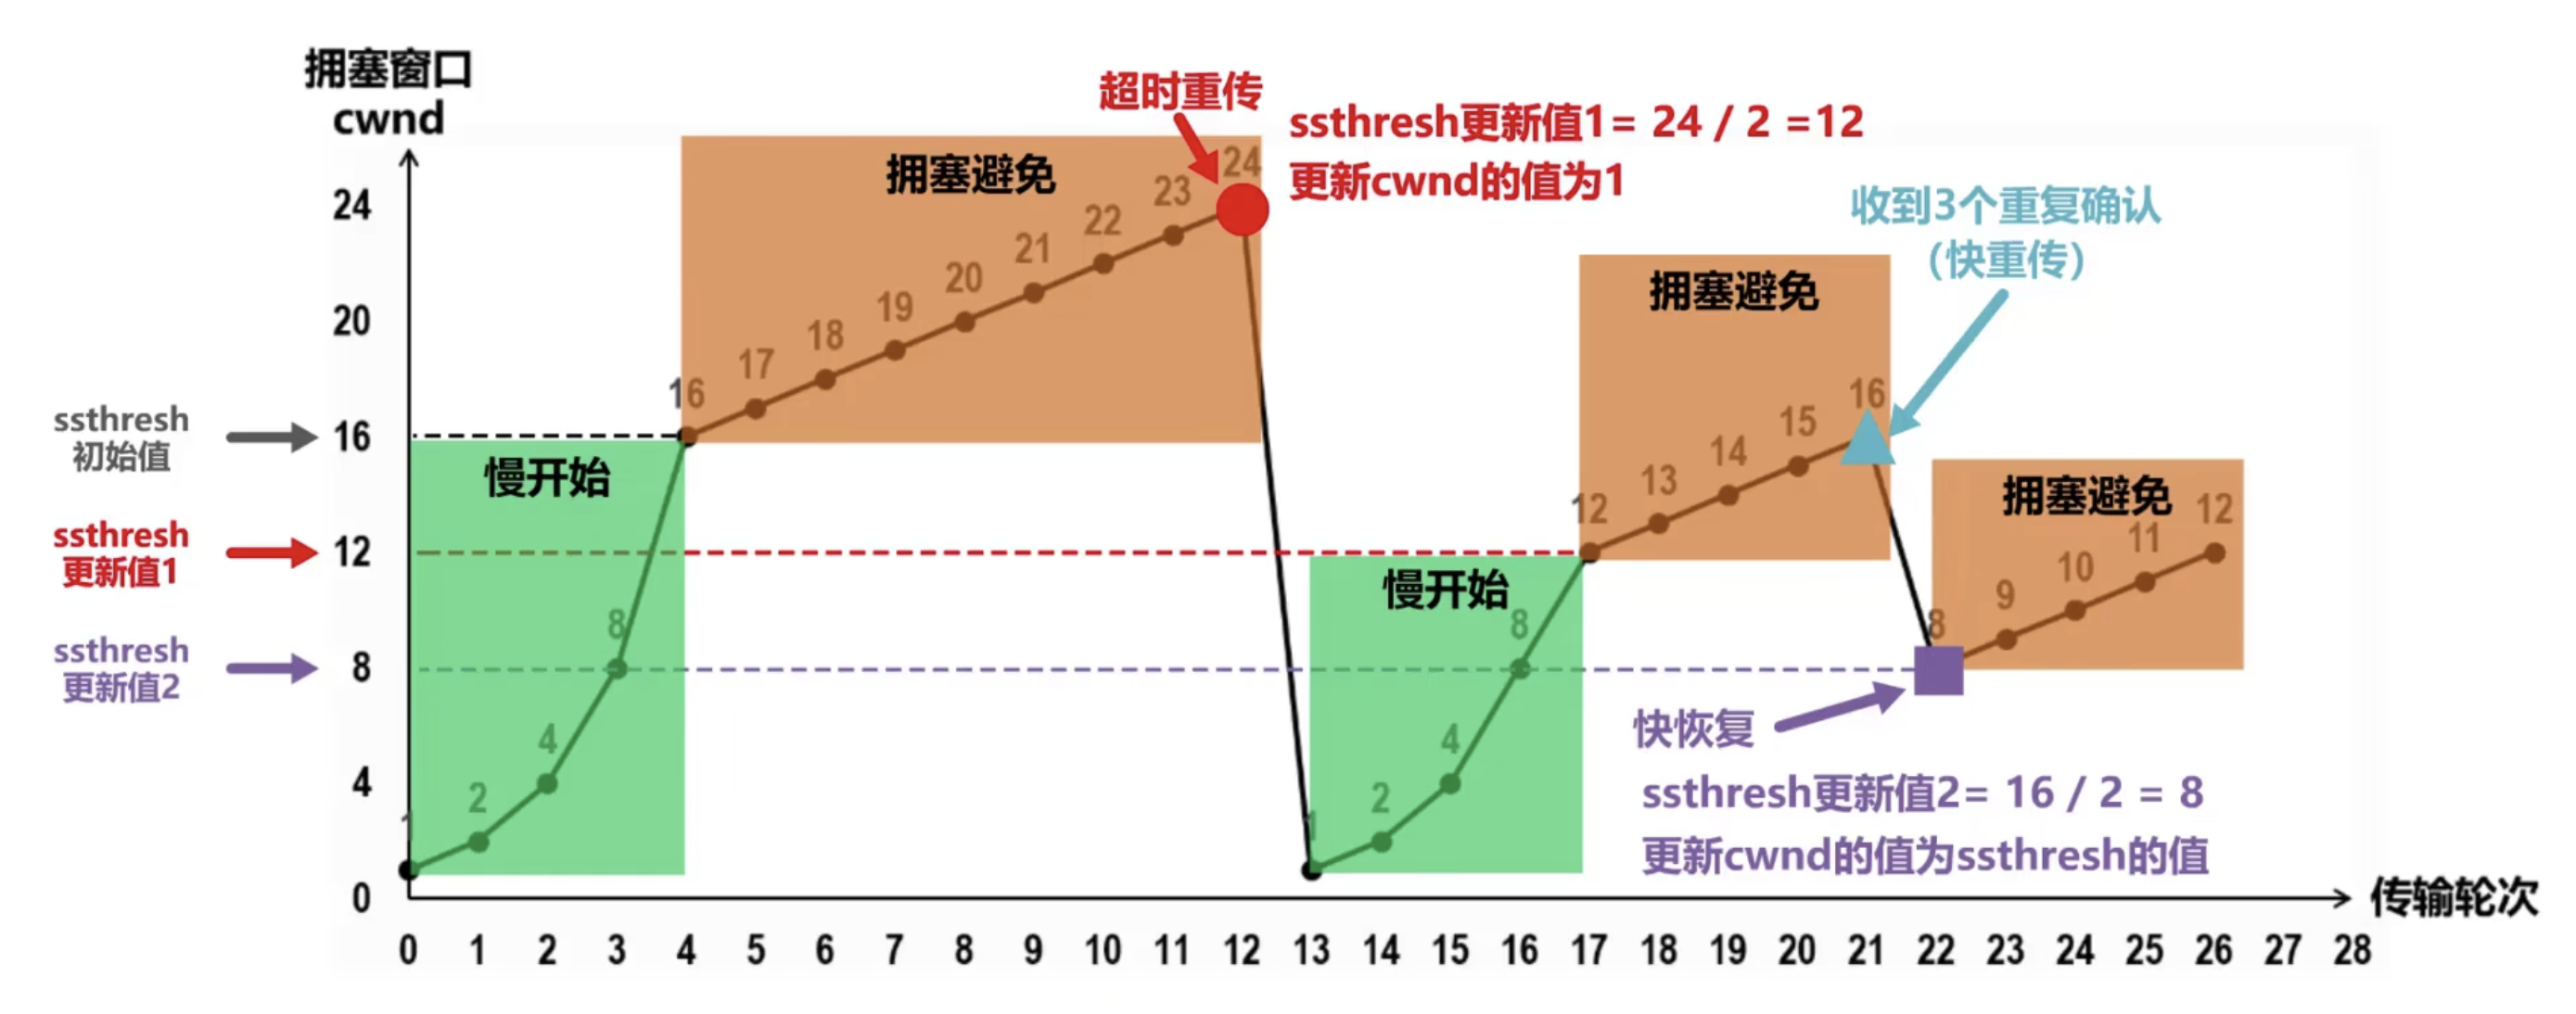 拥塞窗口
cwnd
24
20
16
12
8
4
0
ssthresh
初始值
ssthresh
更新值1
ssthresh
更新值2
慢开始
1
2
4
8
16
拥塞避免
17
18
19
20
21
22
23
24
超时重传
ssthresh更新值1= 24 / 2 =12
更新cwnd的值为1
慢开始
1
2
4
8
12
拥塞避免
13
14
15
16
收到3个重复确认
(快重传)
拥塞避免
8
9
10
11
12
快恢复
ssthresh更新值2= 16 / 2 = 8
更新cwnd的值为ssthresh的值
传输轮次
0 1 2 3 4 5 6 7 8 9 10 11 12 13 14 15 16 17 18 19 20 21 22 23 24 25 26 27 28